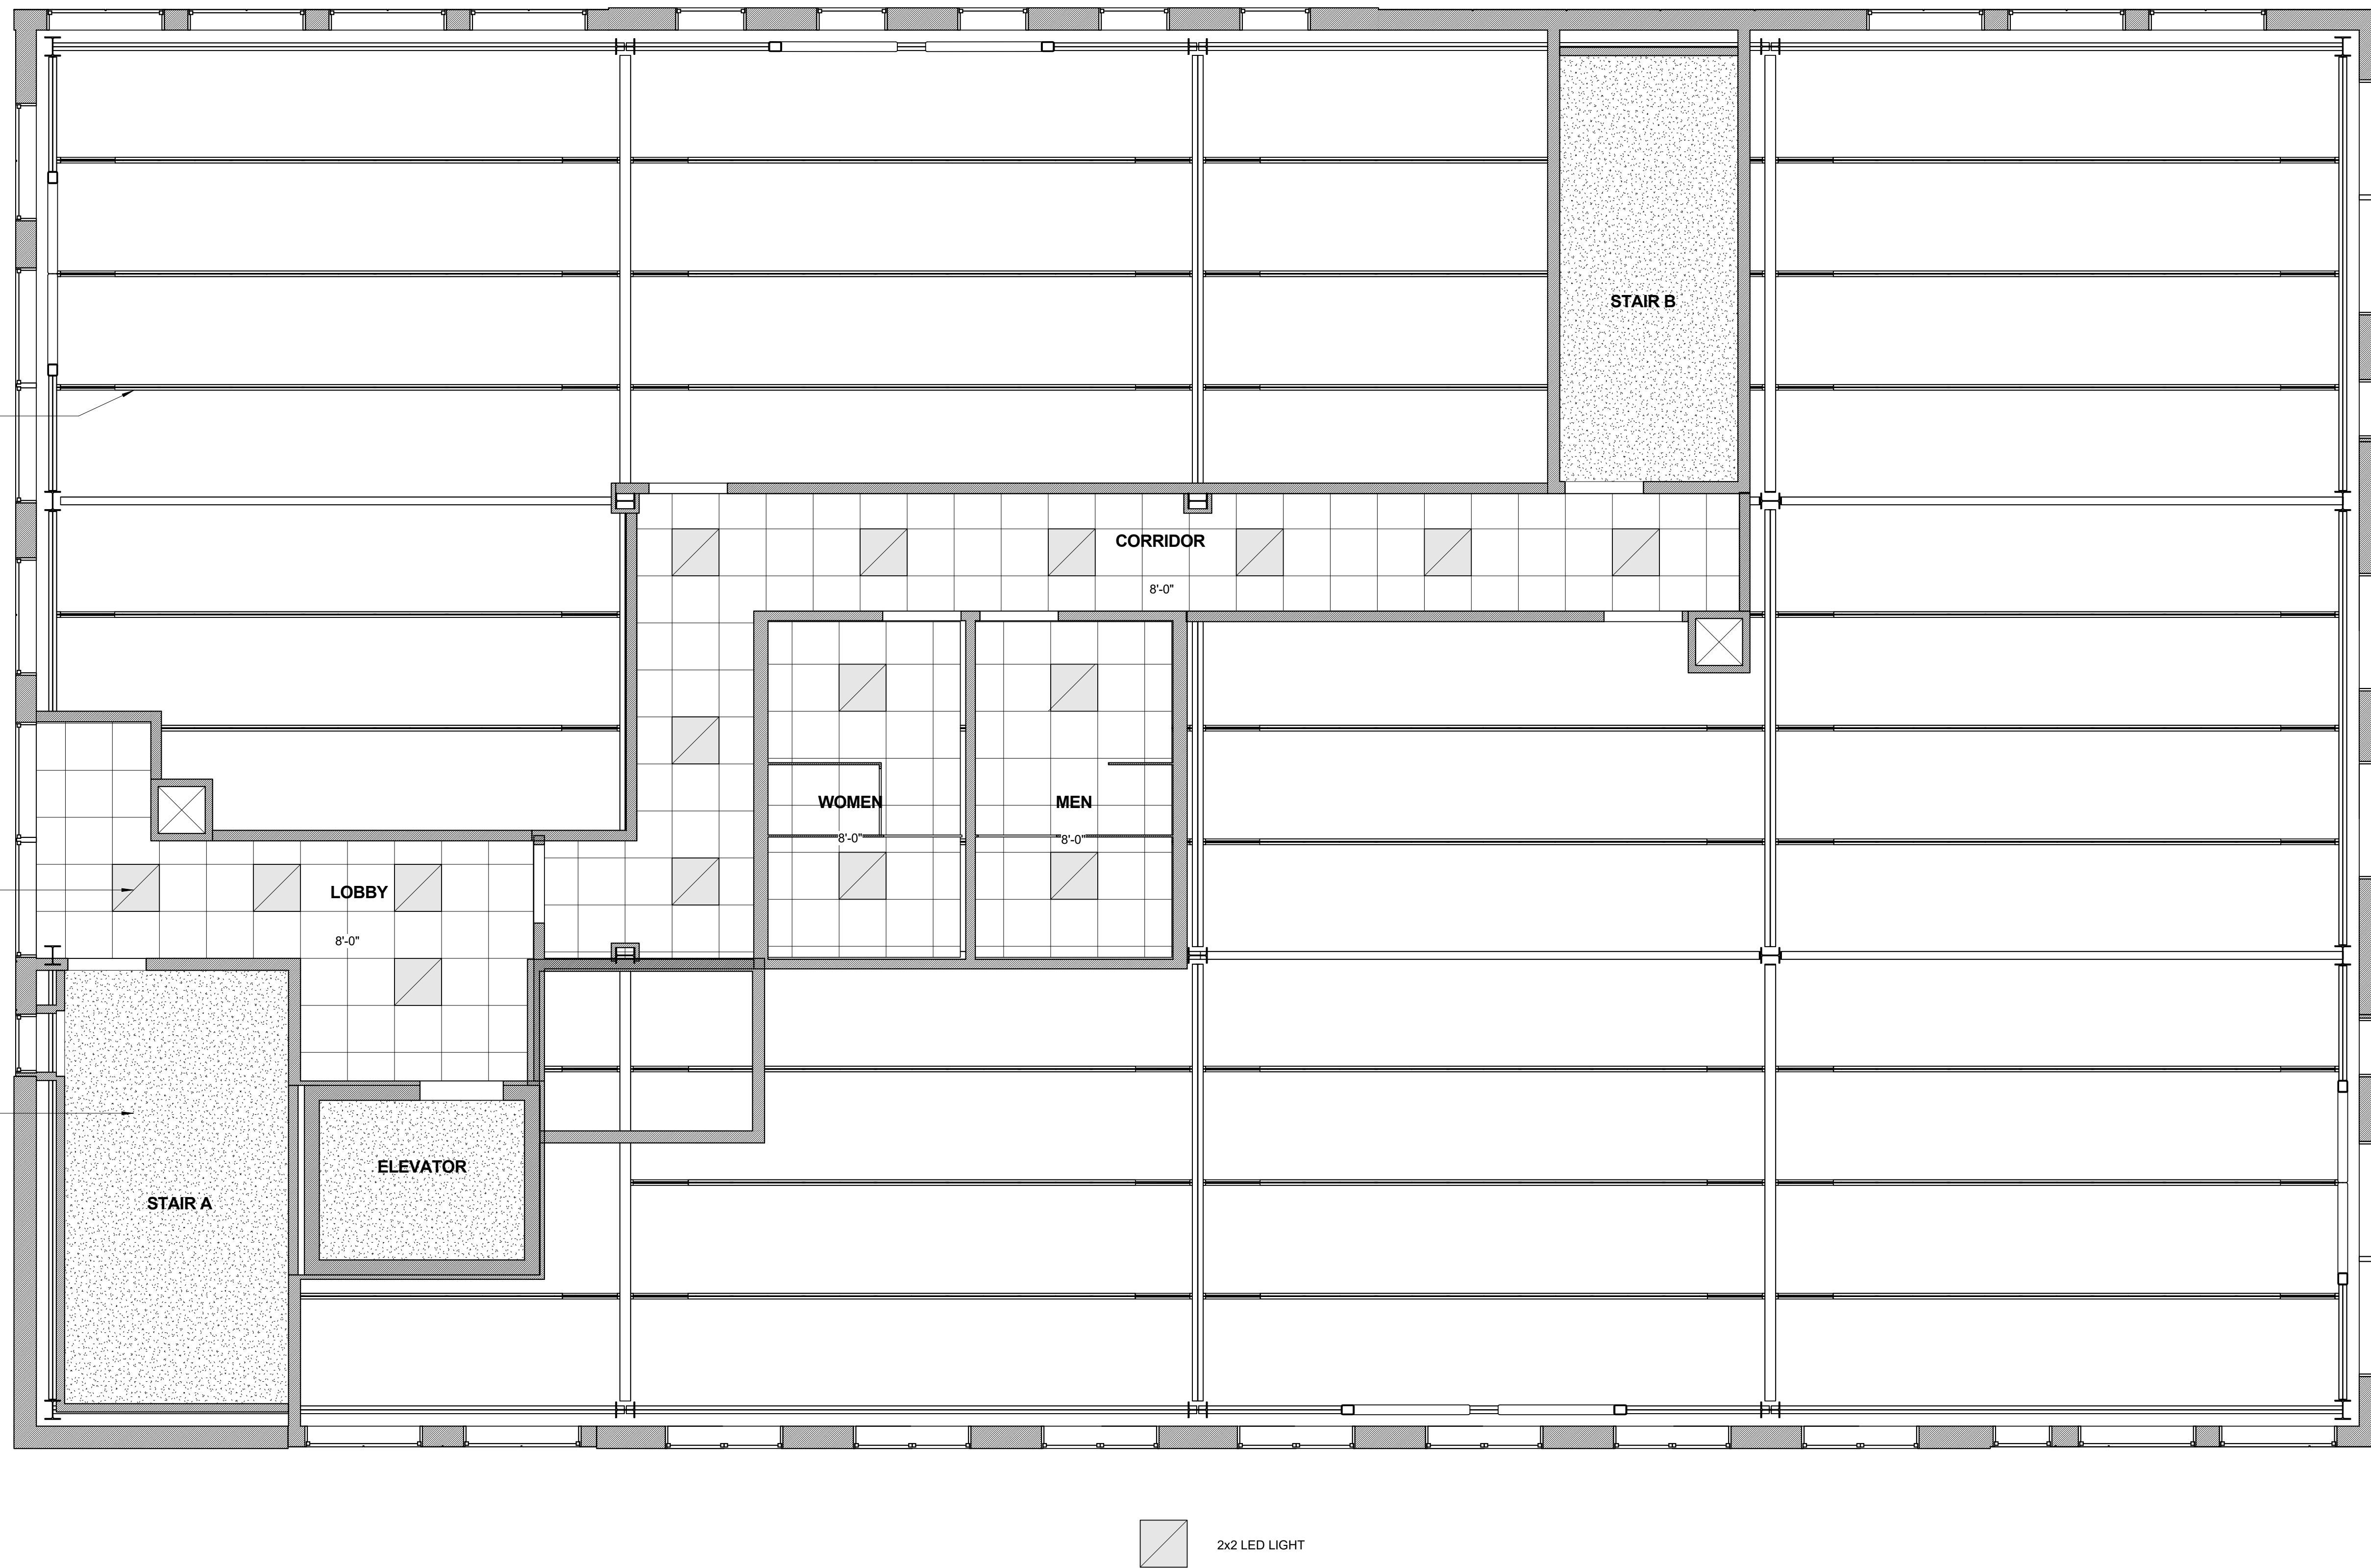 STAIR B
CORRIDOR
8'-0"
WOMEN
MEN
8'-0"
8'-0"
LOBBY
8'-0"
ELEVATOR
STAIR A
2x2 LED LIGHT